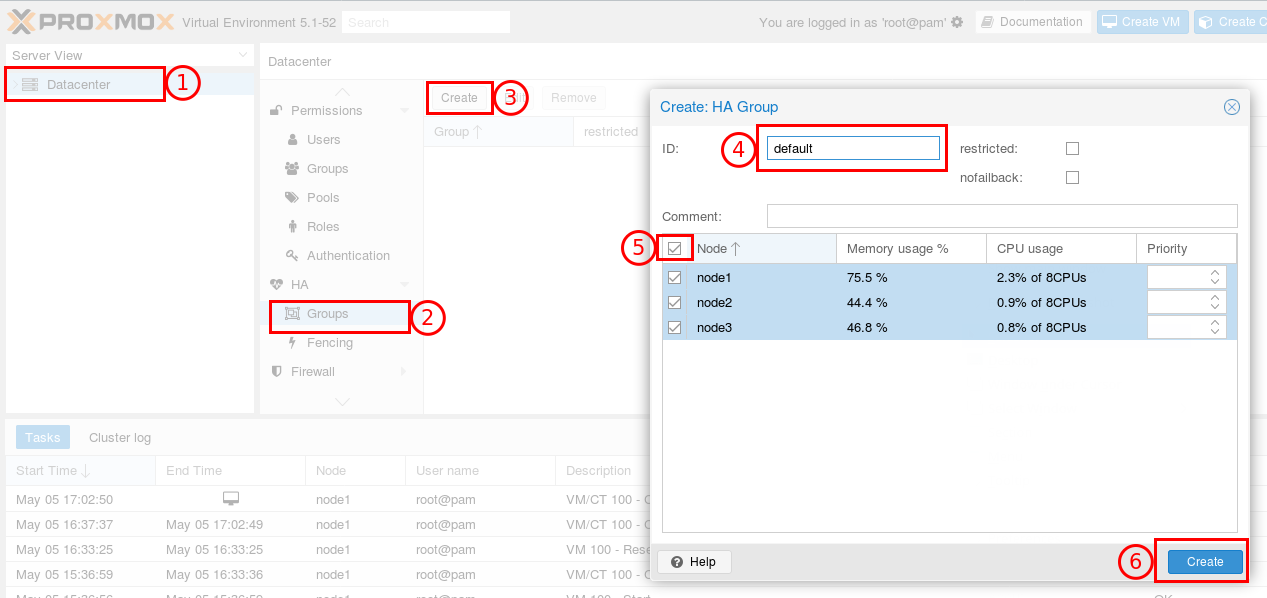 PROXMOX Virtual Environment 5.1-52 Search You are logged in as 'root@pam' Documentation Create VM Create C
Server View
Datacenter 1
Datacenter
Permissions
Users
Groups
Pools
Roles
Authentication
HA
Groups 2
Fencing
Firewall
Create 3 Remove
Group restricted
Create: HA Group
ID: 4 default restricted:
nofailback:
Comment:
5 Node Memory usage % CPU usage Priority
node1 75.5 % 2.3% of 8CPUs
node2 44.4 % 0.9% of 8CPUs
node3 46.8 % 0.8% of 8CPUs
Help 6 Create
Tasks Cluster log
Start Time End Time Node User name Description
May 05 17:02:50 node1 root@pam VM/CT 100 - C
May 05 16:37:37 May 05 17:02:49 node1 root@pam VM/CT 100 - C
May 05 16:33:25 May 05 16:33:25 node1 root@pam VM 100 - Rese
May 05 15:36:59 May 05 16:33:36 node1 root@pam VM/CT 100 - C